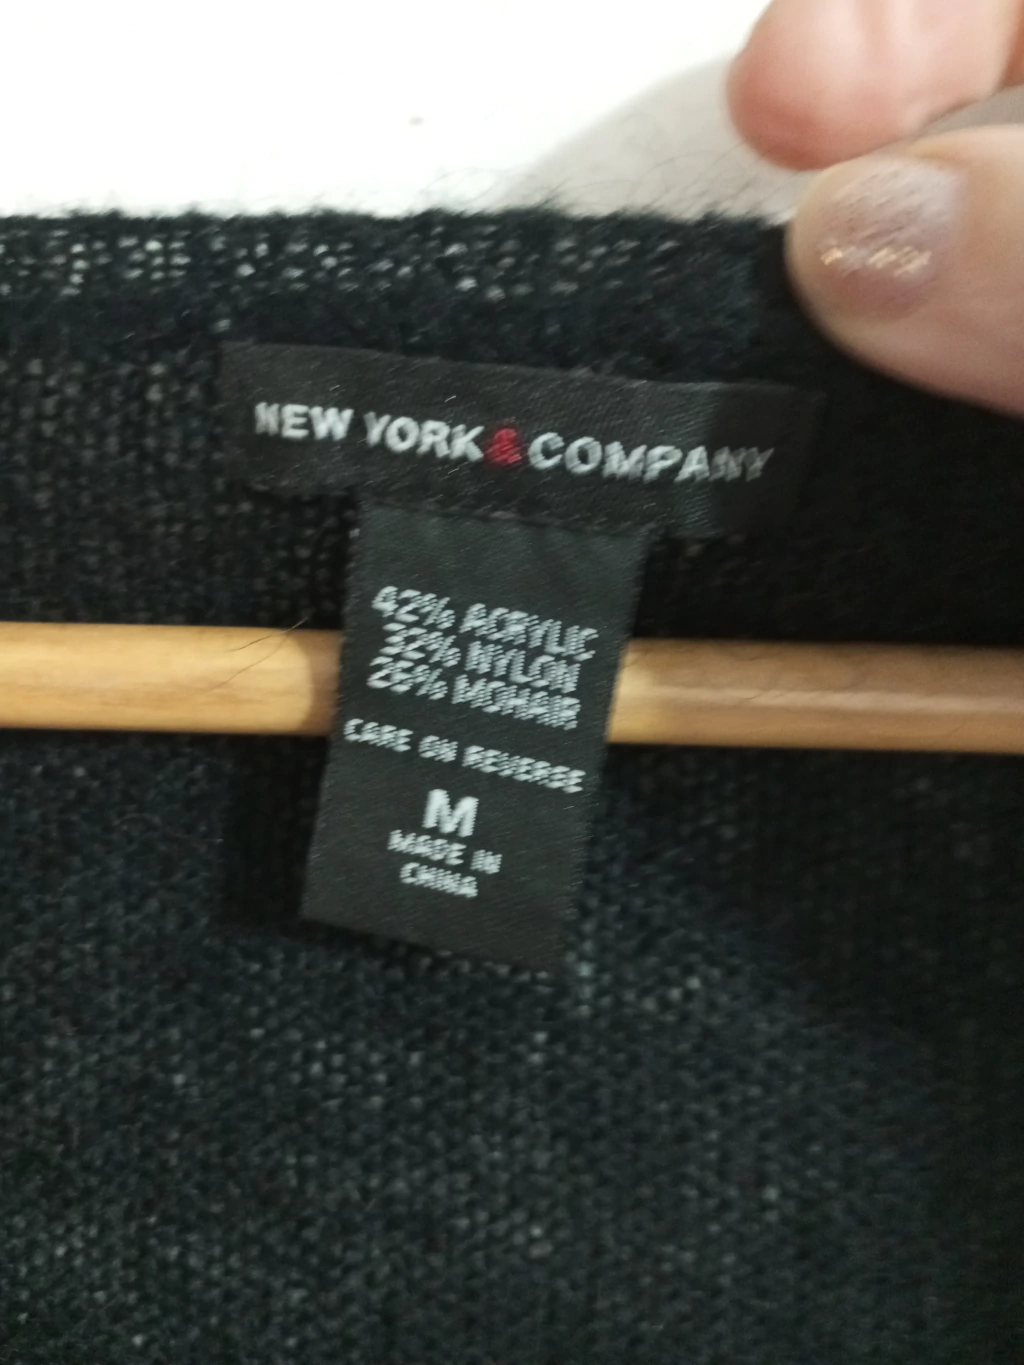 NEW YORK & COMPANY
42% ACRYLIC
32% NYLON
26% MOHAIR
CARE ON REVERSE
M
MADE IN
CHINA